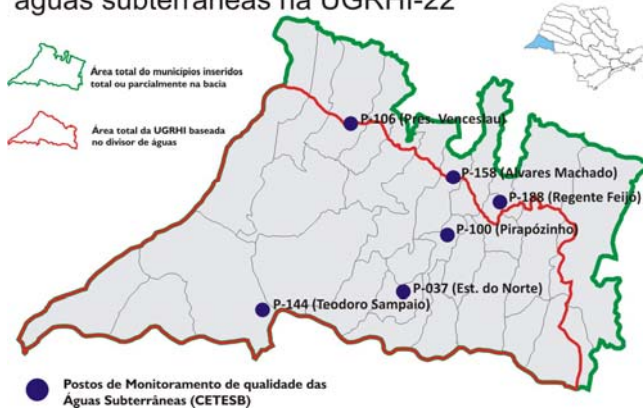 águas subterrâneas na UGRHI-22
Área total do municípios inseridos
total ou parcialmente na bacia
Área total da UGRHI baseada
no divisor de águas
P-106 (Pres. Venceslau)
P-158 (Alvares Machado)
P-188 (Regente Feijó)
P-100 (Pirapózinho)
P-037 (Est. do Norte)
P-144 (Teodoro Sampaio)
Postos de Monitoramento de qualidade das
Águas Subterrâneas (CETESB)